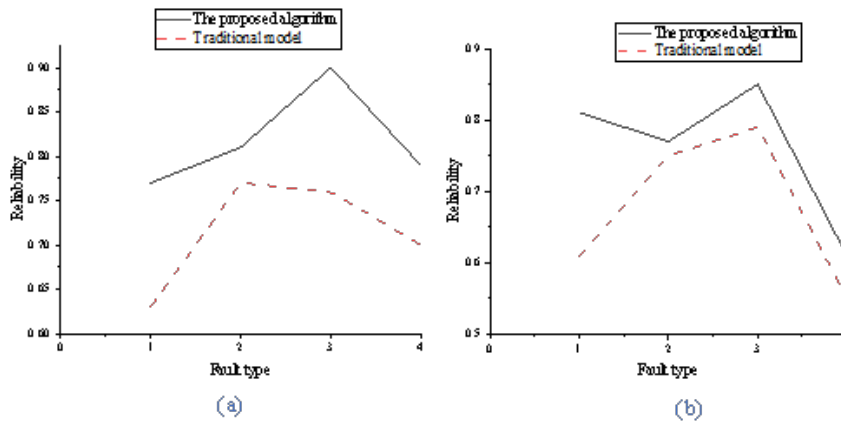 The proposed algorithm
Traditional model
0.90
0.85
0.80
0.75
0.70
0.65
0.60
Reliability
0
1
2
3
4
Fault type
(a)
The proposed algorithm
Traditional model
0.9
0.8
0.7
0.6
0.5
Reliability
0
1
2
3
Fault type
(b)